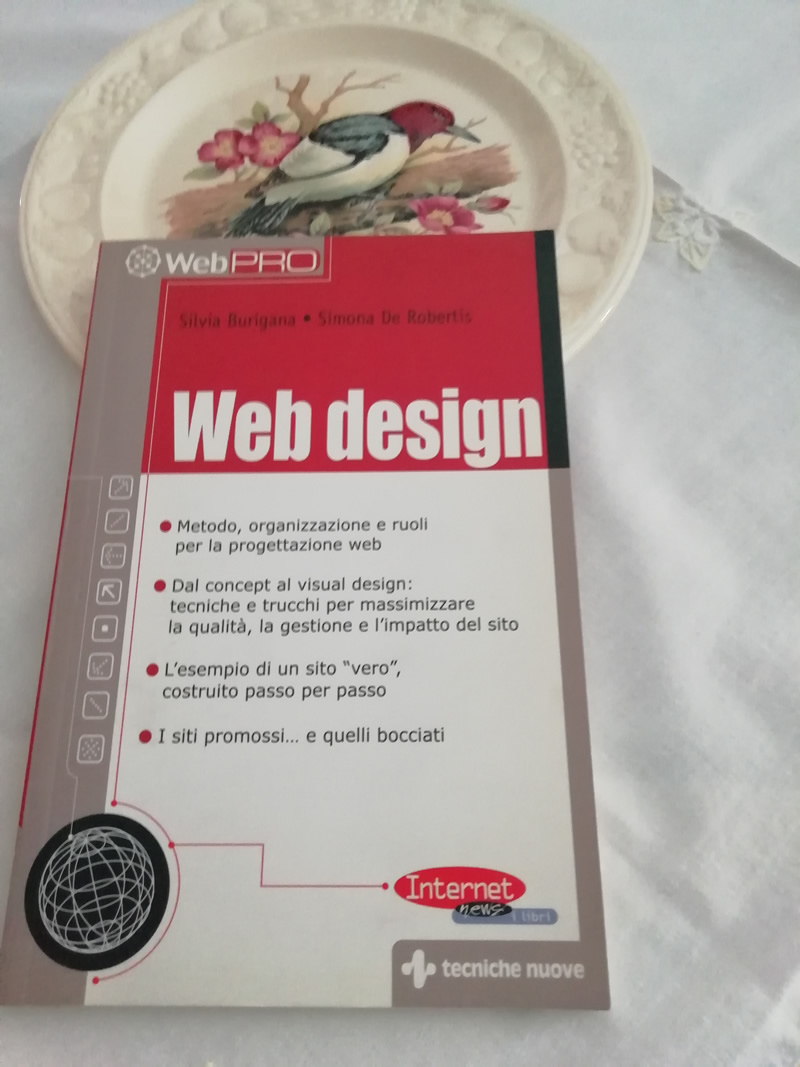 WebPRO
Silvia Burigana • Simona De Robertis
Web design
• Metodo, organizzazione e ruoli
per la progettazione web
• Dal concept al visual design:
tecniche e trucchi per massimizzare
la qualità, la gestione e l'impatto del sito
• L'esempio di un sito "vero",
costruito passo per passo
• I siti promossi... e quelli bocciati
Internet
news
i libri
tecniche nuove